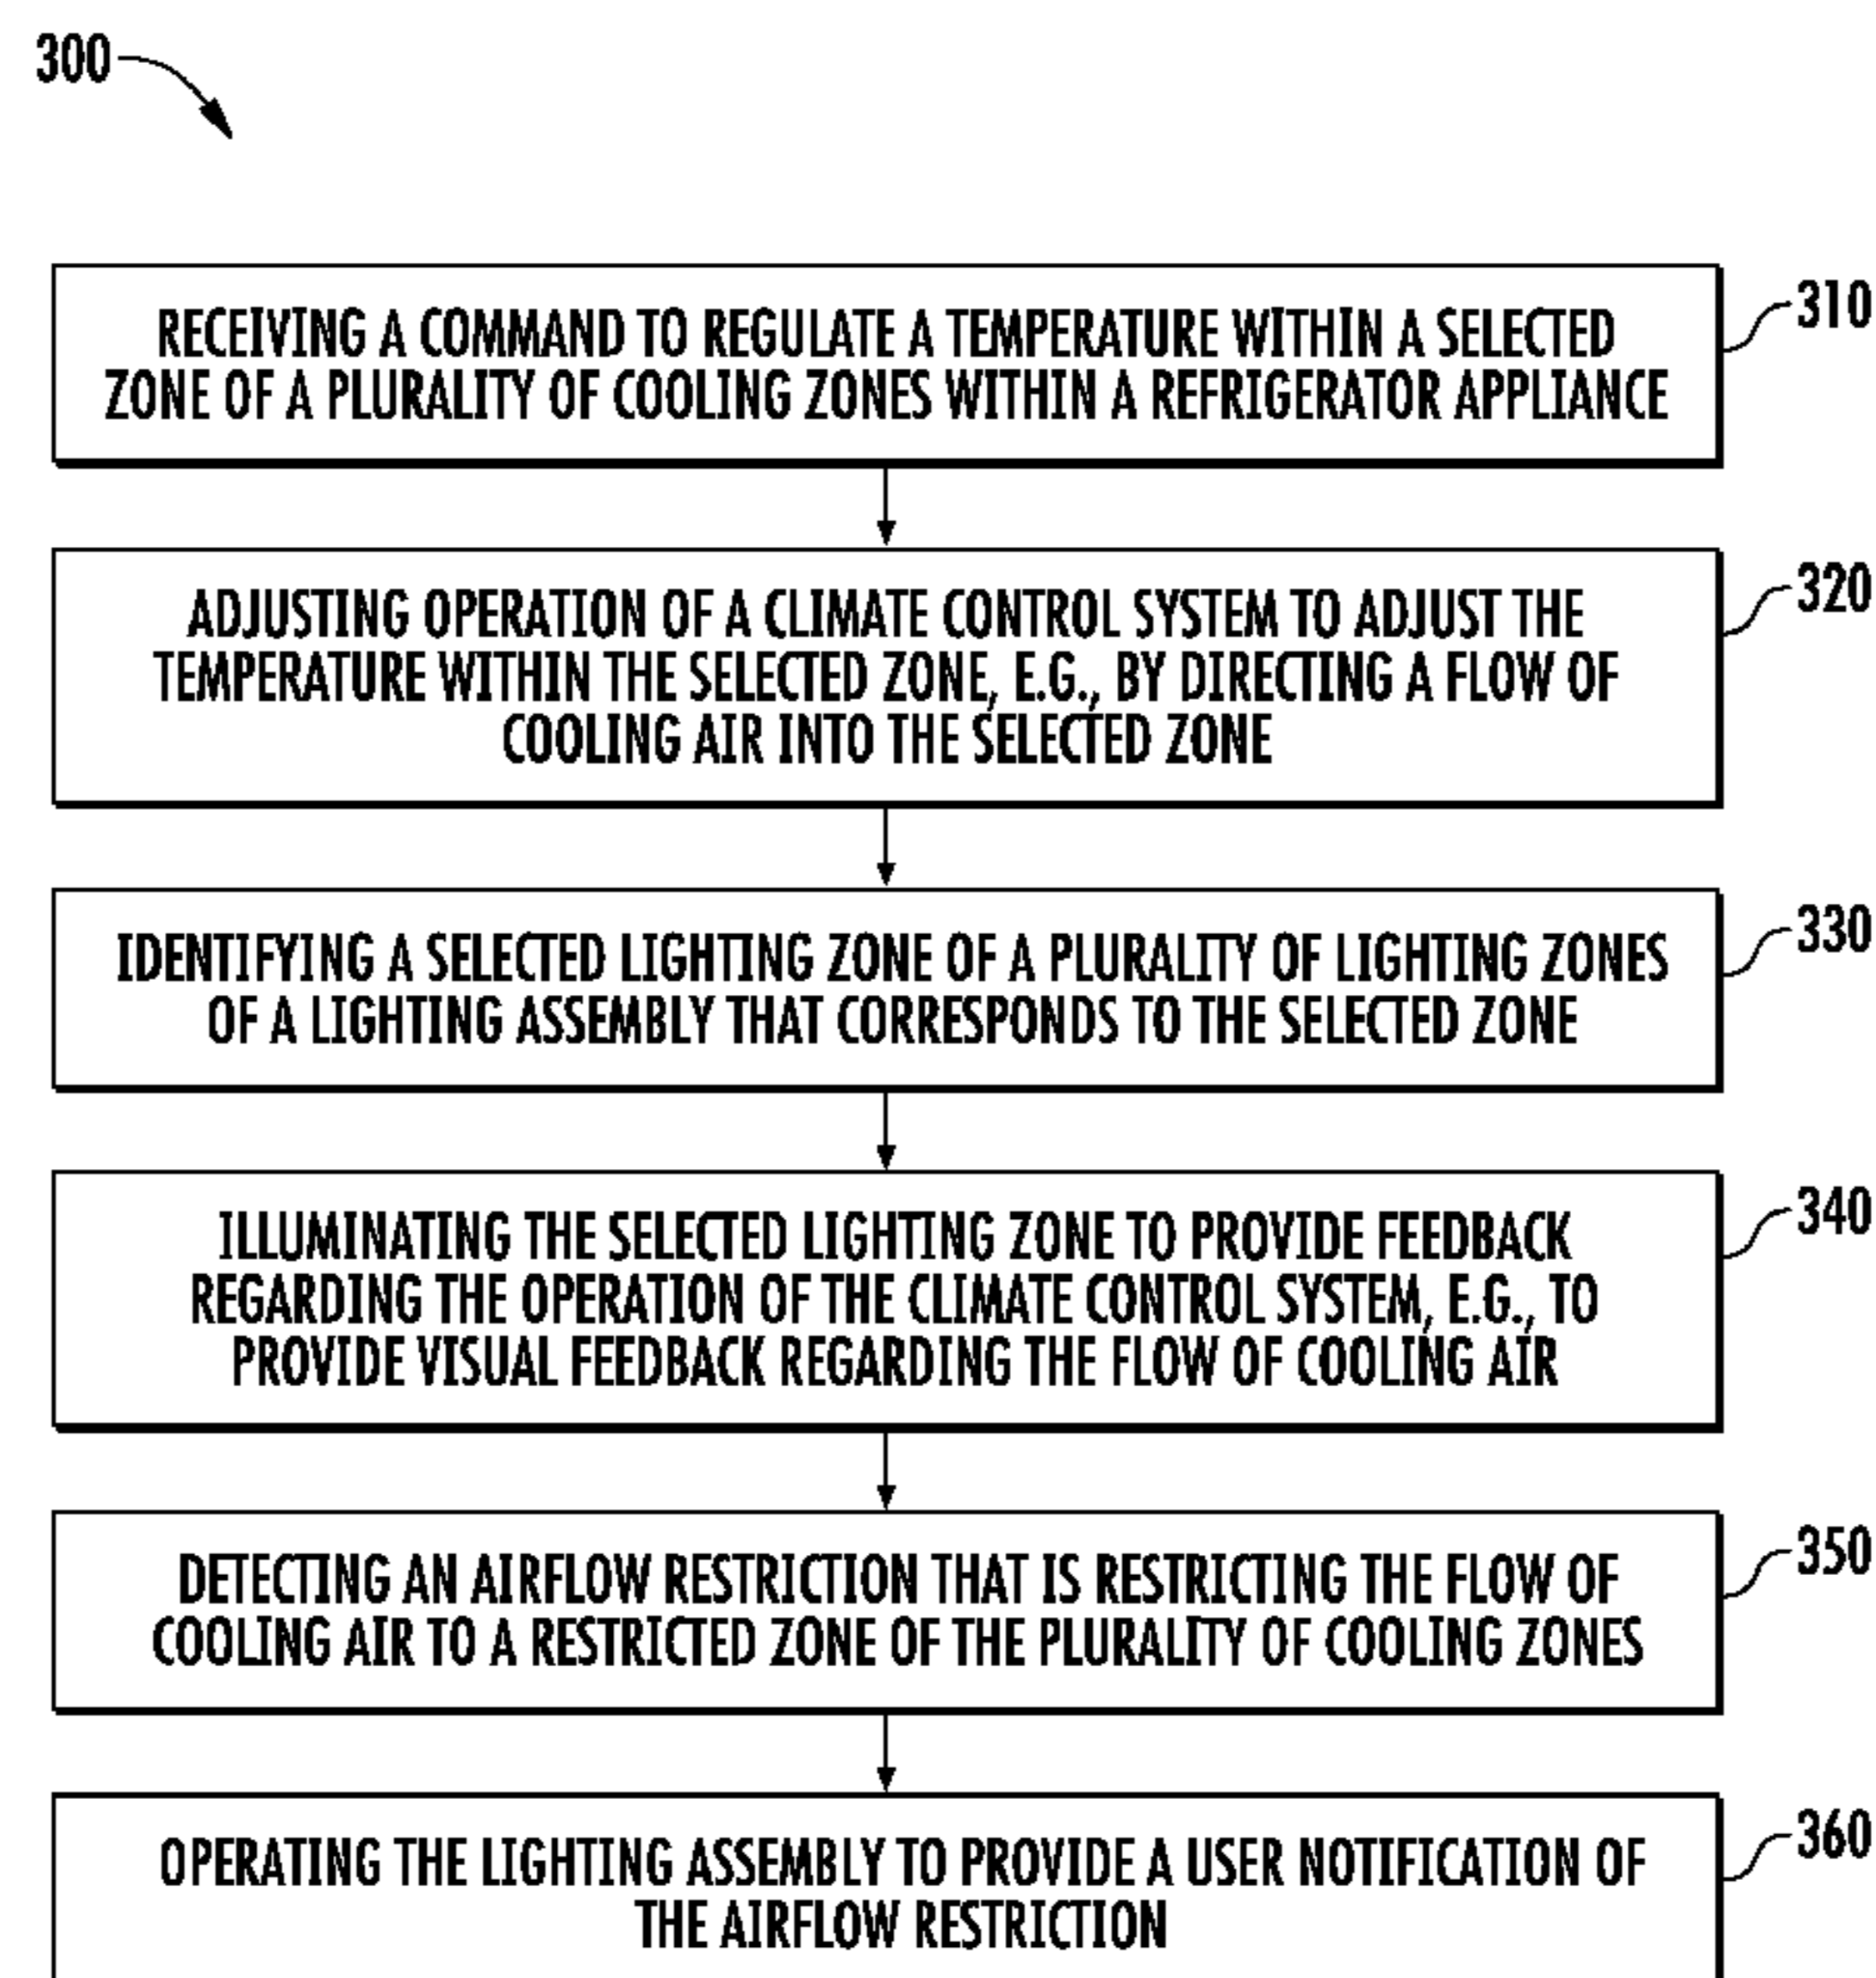 300
RECEIVING A COMMAND TO REGULATE A TEMPERATURE WITHIN A SELECTED
ZONE OF A PLURALITY OF COOLING ZONES WITHIN A REFRIGERATOR APPLIANCE
310
ADJUSTING OPERATION OF A CLIMATE CONTROL SYSTEM TO ADJUST THE
TEMPERATURE WITHIN THE SELECTED ZONE, E.G., BY DIRECTING A FLOW OF
COOLING AIR INTO THE SELECTED ZONE
320
IDENTIFYING A SELECTED LIGHTING ZONE OF A PLURALITY OF LIGHTING ZONES
OF A LIGHTING ASSEMBLY THAT CORRESPONDS TO THE SELECTED ZONE
330
ILLUMINATING THE SELECTED LIGHTING ZONE TO PROVIDE FEEDBACK
REGARDING THE OPERATION OF THE CLIMATE CONTROL SYSTEM, E.G., TO
PROVIDE VISUAL FEEDBACK REGARDING THE FLOW OF COOLING AIR
340
DETECTING AN AIRFLOW RESTRICTION THAT IS RESTRICTING THE FLOW OF
COOLING AIR TO A RESTRICTED ZONE OF THE PLURALITY OF COOLING ZONES
350
OPERATING THE LIGHTING ASSEMBLY TO PROVIDE A USER NOTIFICATION OF
THE AIRFLOW RESTRICTION
360